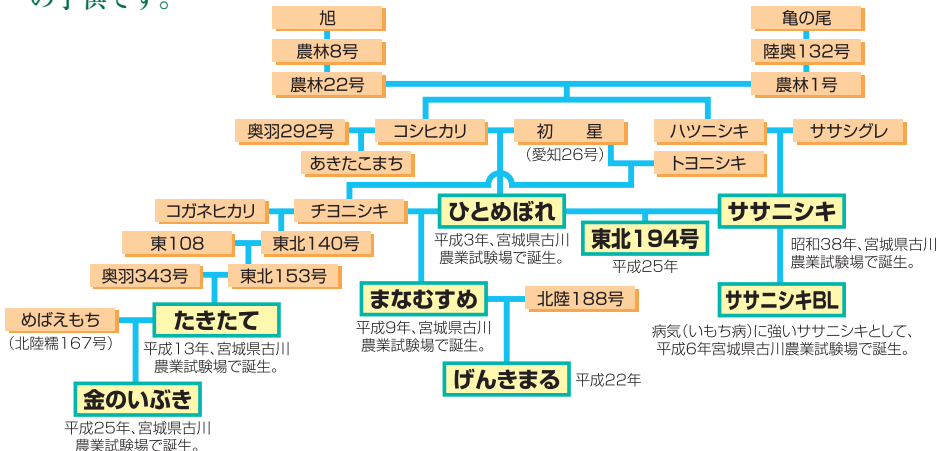 の子供です。
旭
亀の尾
農林8号
陸奥132号
農林22号
農林1号
奥羽292号
コシヒカリ
初　星
ハツニシキ
ササシグレ
(愛知26号)
あきたこまち
トヨニシキ
コガネヒカリ
チヨニシキ
ひとめぼれ
ササニシキ
平成3年、宮城県古川
農業試験場で誕生。
東北194号
平成25年
昭和38年、宮城県古川
農業試験場で誕生。
東108
東北140号
奥羽343号
東北153号
まなむすめ
北陸188号
ササニシキBL
平成9年、宮城県古川
農業試験場で誕生。
病気(いもち病)に強いササニシキとして、
平成6年宮城県古川農業試験場で誕生。
めばえもち
(北陸糯167号)
たきたて
平成13年、宮城県古川
農業試験場で誕生。
げんきまる
平成22年
金のいぶき
平成25年、宮城県古川
農業試験場で誕生。